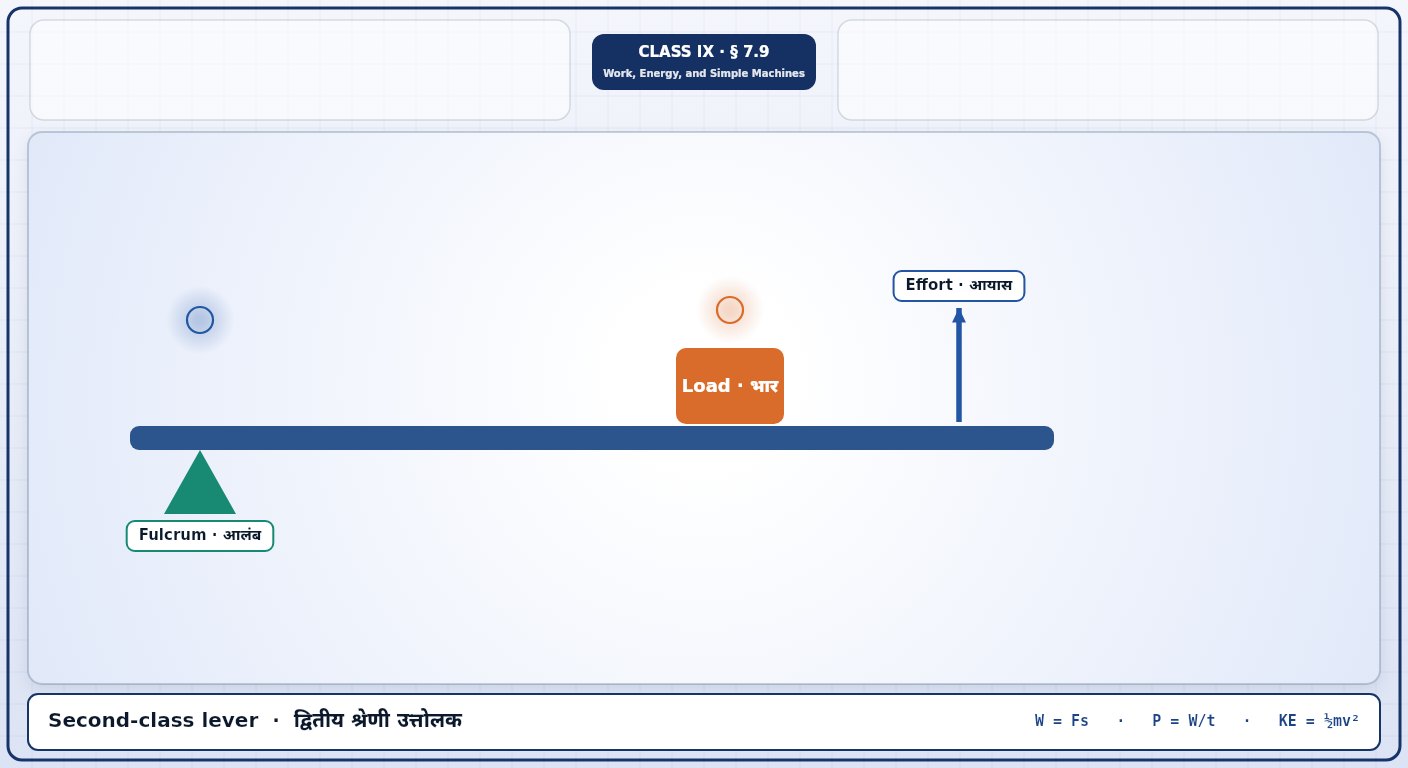 CLASS IX · § 7.9
Work, Energy, and Simple Machines
Effort · आयास
Load · भार
Fulcrum · आलंब
Second-class lever · द्वितीय श्रेणी उत्तोलक
W = Fs · P = W/t · KE = ½mv²